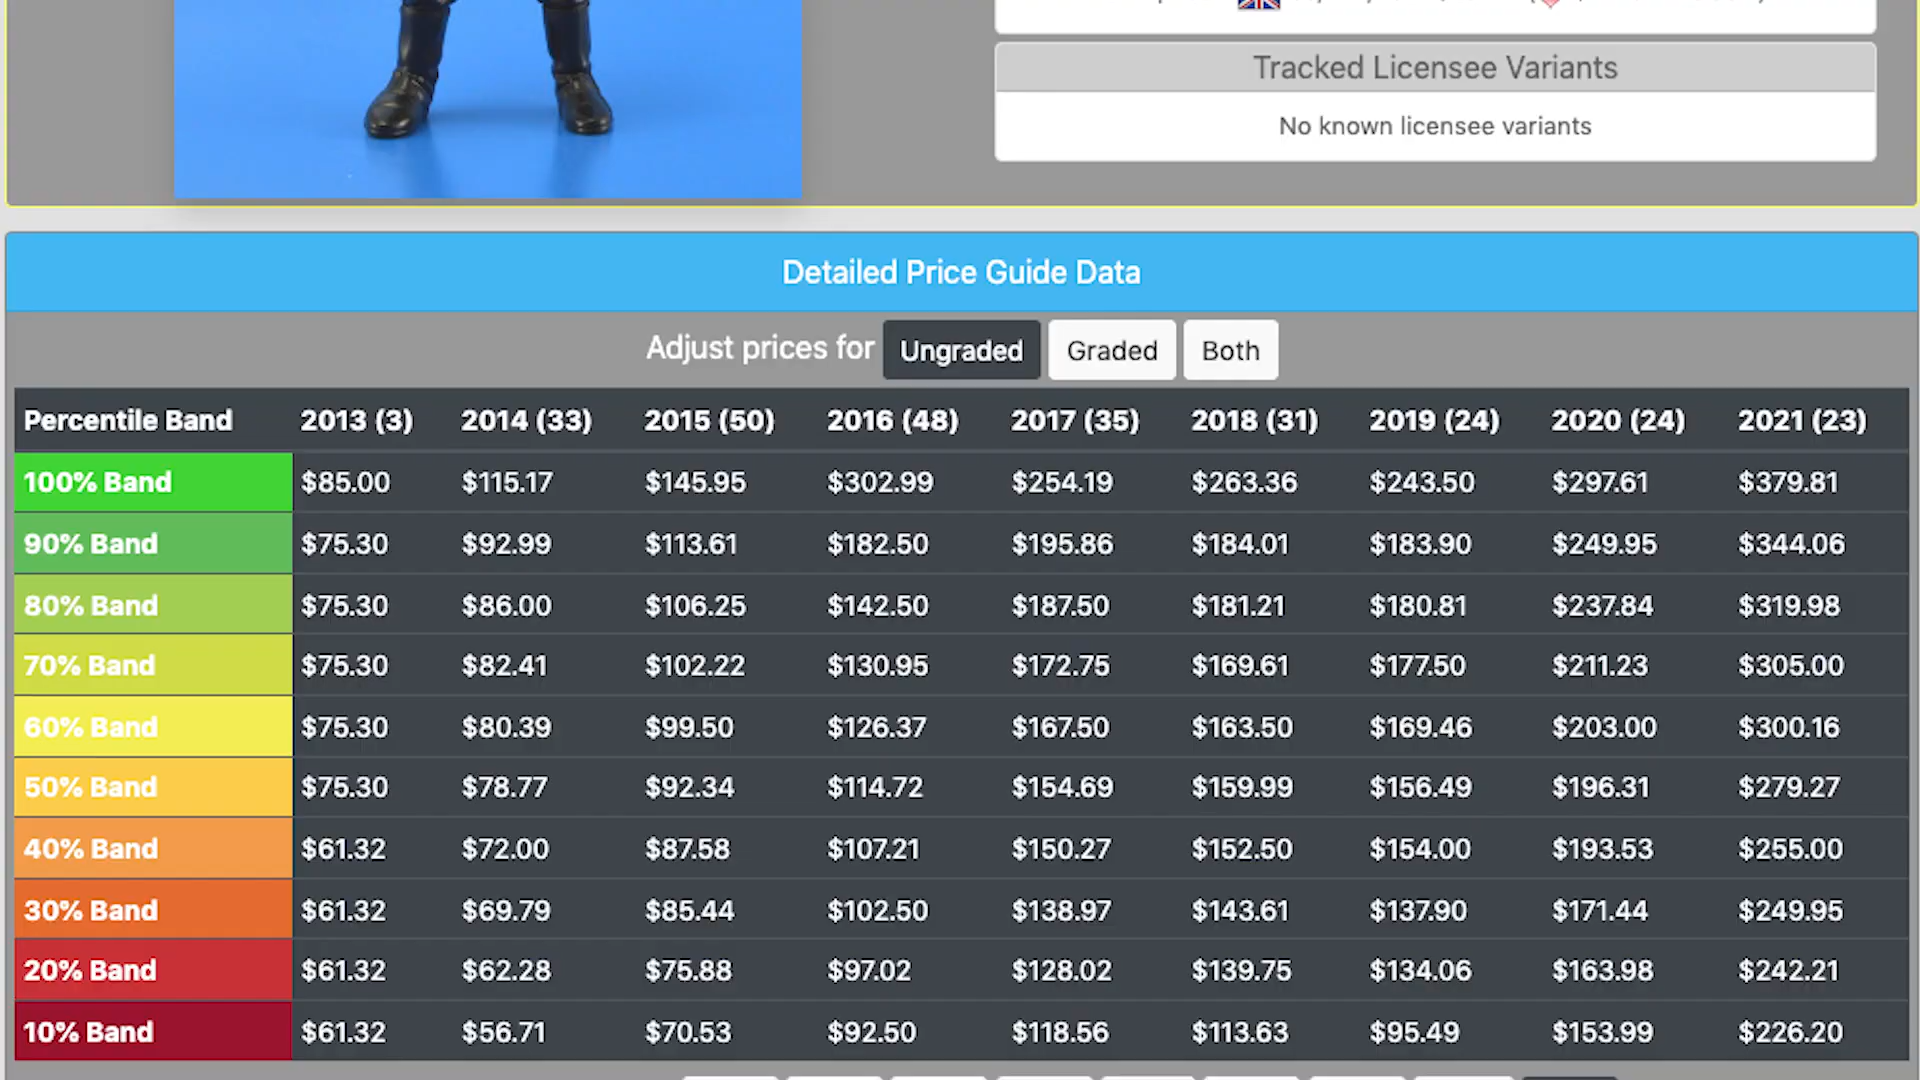 Tracked Licensee Variants
No known licensee variants
Detailed Price Guide Data
Adjust prices for Ungraded Graded Both
Percentile Band 2013 (3) 2014 (33) 2015 (50) 2016 (48) 2017 (35) 2018 (31) 2019 (24) 2020 (24) 2021 (23)
100% Band $85.00 $115.17 $145.95 $302.99 $254.19 $263.36 $243.50 $297.61 $379.81
90% Band $75.30 $92.99 $113.61 $182.50 $195.86 $184.01 $183.90 $249.95 $344.06
80% Band $75.30 $86.00 $106.25 $142.50 $187.50 $181.21 $180.81 $237.84 $319.98
70% Band $75.30 $82.41 $102.22 $130.95 $172.75 $169.61 $177.50 $211.23 $305.00
60% Band $75.30 $80.39 $99.50 $126.37 $167.50 $163.50 $169.46 $203.00 $300.16
50% Band $75.30 $78.77 $92.34 $114.72 $154.69 $159.99 $156.49 $196.31 $279.27
40% Band $61.32 $72.00 $87.58 $107.21 $150.27 $152.50 $154.00 $193.53 $255.00
30% Band $61.32 $69.79 $85.44 $102.50 $138.97 $143.61 $137.90 $171.44 $249.95
20% Band $61.32 $62.28 $75.88 $97.02 $128.02 $139.75 $134.06 $163.98 $242.21
10% Band $61.32 $56.71 $70.53 $92.50 $118.56 $113.63 $95.49 $153.99 $226.20